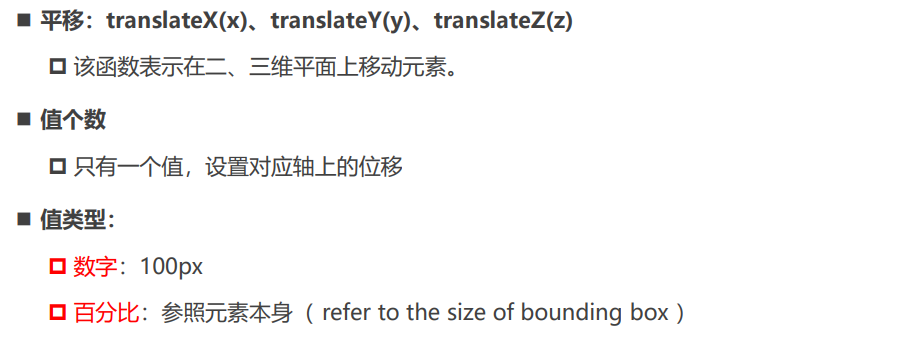 平移：translateX(x)、translateY(y)、translateZ(z)
该函数表示在二、三维平面上移动元素。
值个数
只有一个值，设置对应轴上的位移
值类型：
数字：100px
百分比：参照元素本身（ refer to the size of bounding box ）